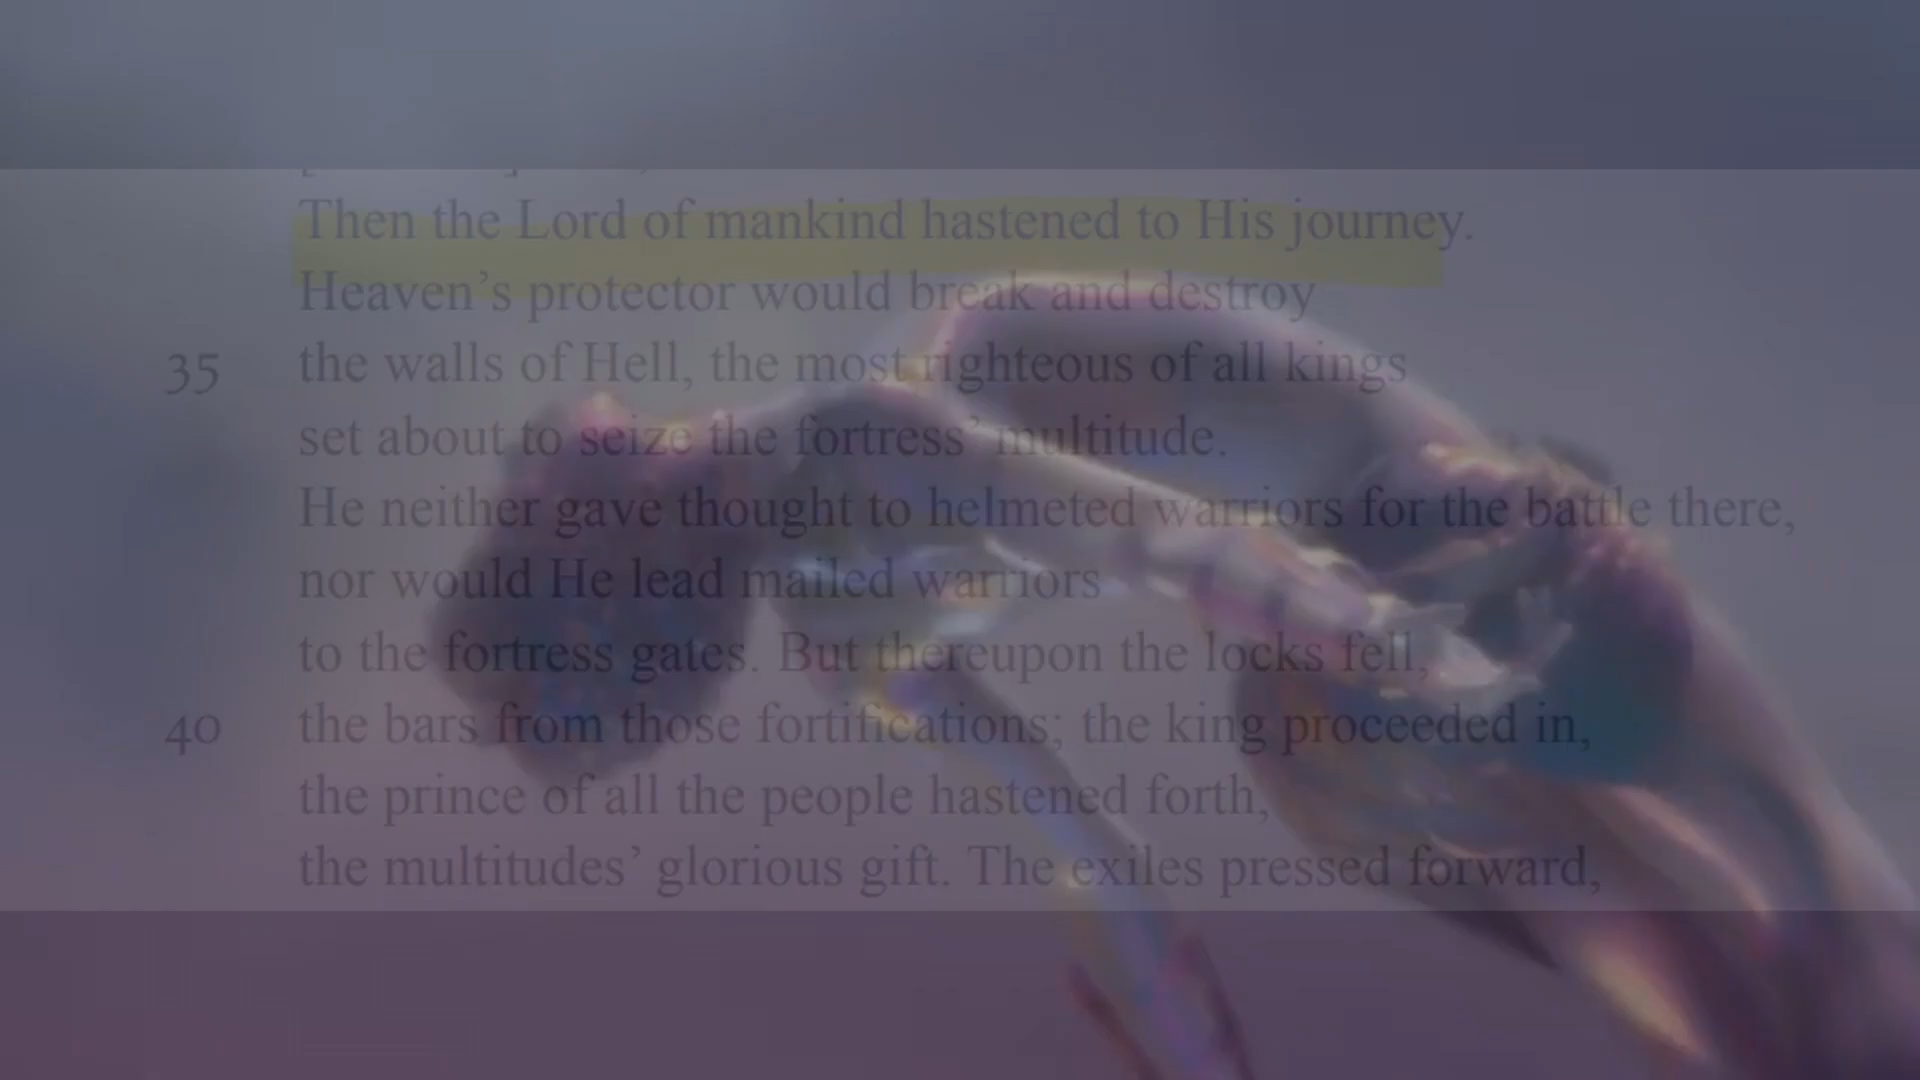 Then the Lord of mankind hastened to His journey.
Heaven’s protector would break and destroy
35 the walls of Hell, the most righteous of all kings
set about to seize the fortress’ multitude.
He neither gave thought to helmeted warriors for the battle there,
nor would He lead mailed warriors
to the fortress gates. But thereupon the locks fell,
40 the bars from those fortifications; the king proceeded in,
the prince of all the people hastened forth,
the multitudes’ glorious gift. The exiles pressed forward,